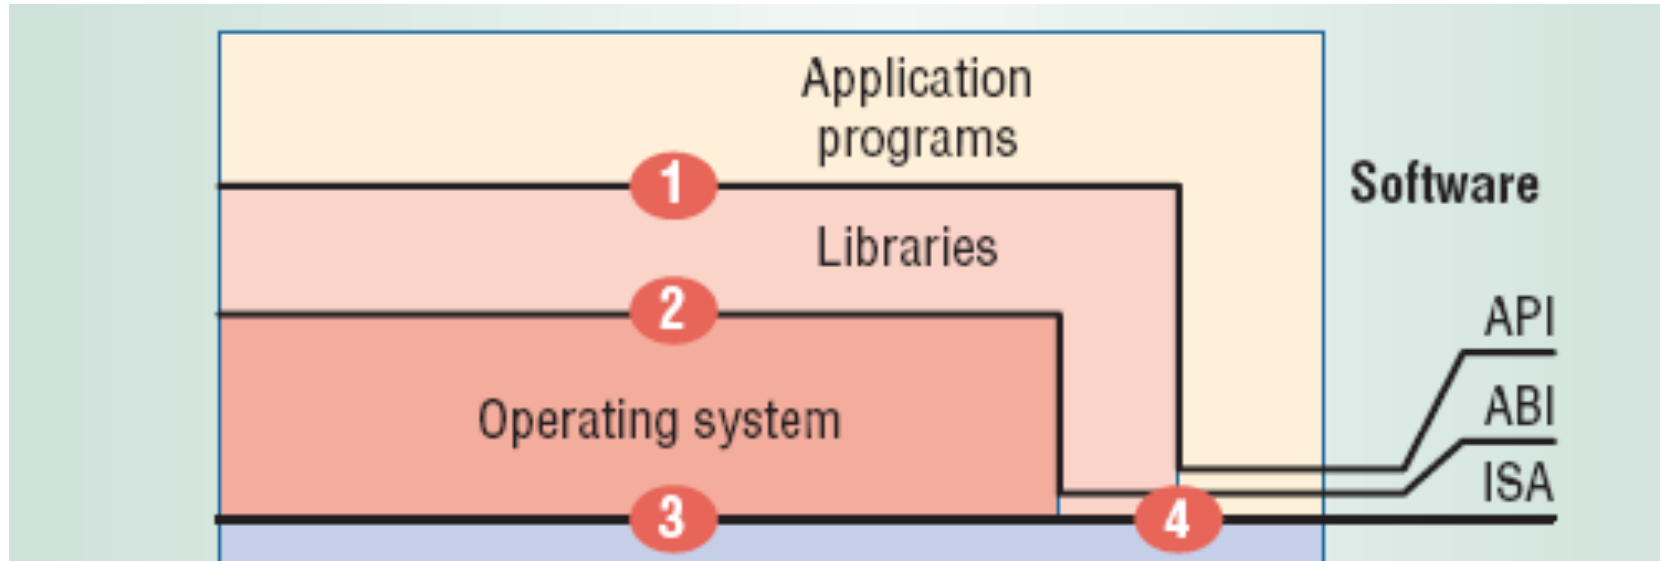 Application
programs
1
Software
Libraries
2
API
Operating system
ABI
ISA
3
4